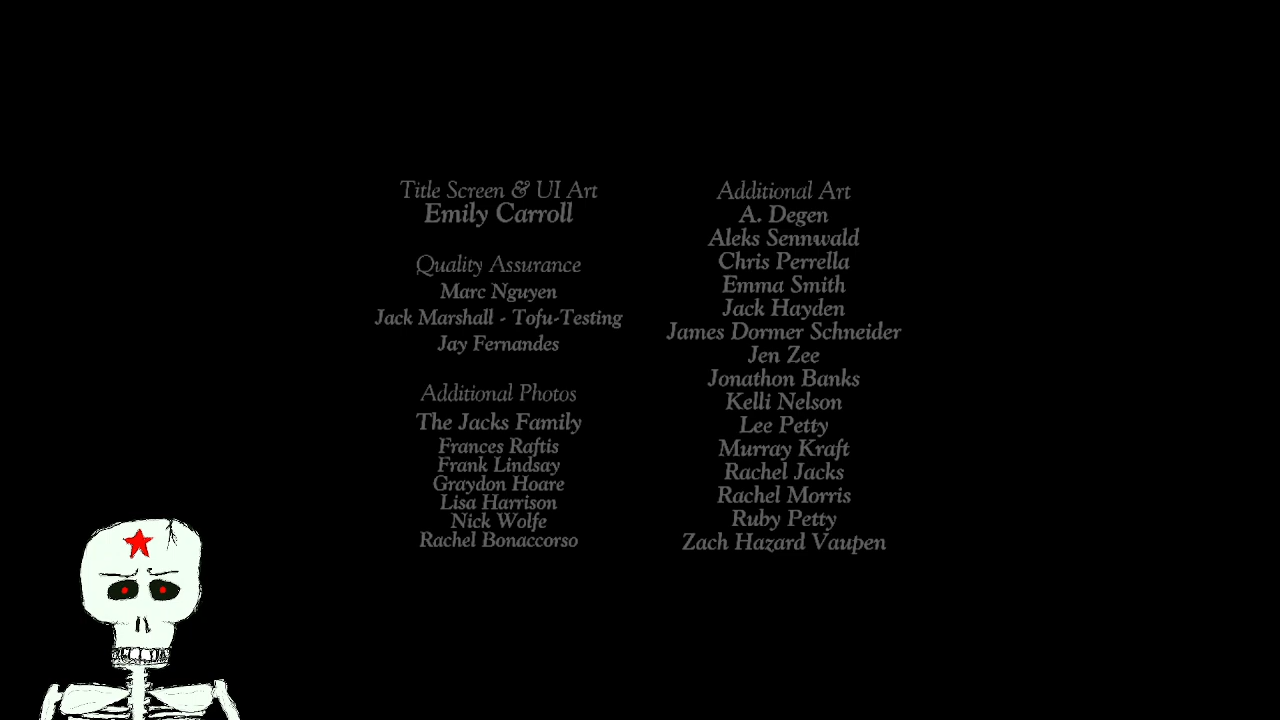 Title Screen & UI Art
Emily Carroll
Quality Assurance
Marc Nguyen
Jack Marshall - Tofu-Testing
Jay Fernandes
Additional Photos
The Jacks Family
Frances Raftis
Frank Lindsay
Graydon Hoare
Lisa Harrison
Nick Wolfe
Rachel Bonaccorso
Additional Art
A. Degen
Aleks Sennwald
Chris Perrella
Emma Smith
Jack Hayden
James Dormer Schneider
Jen Zee
Jonathon Banks
Kelli Nelson
Lee Petty
Murray Kraft
Rachel Jacks
Rachel Morris
Ruby Petty
Zach Hazard Vaupen